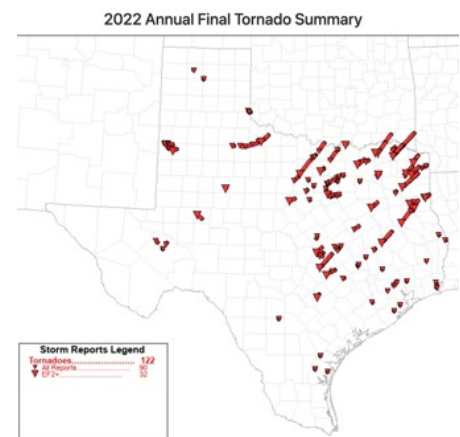 2022 Annual Final Tornado Summary
Storm Reports Legend
Tornadoes.................... 122
All Reports.................... 90
EF2+.................... 32